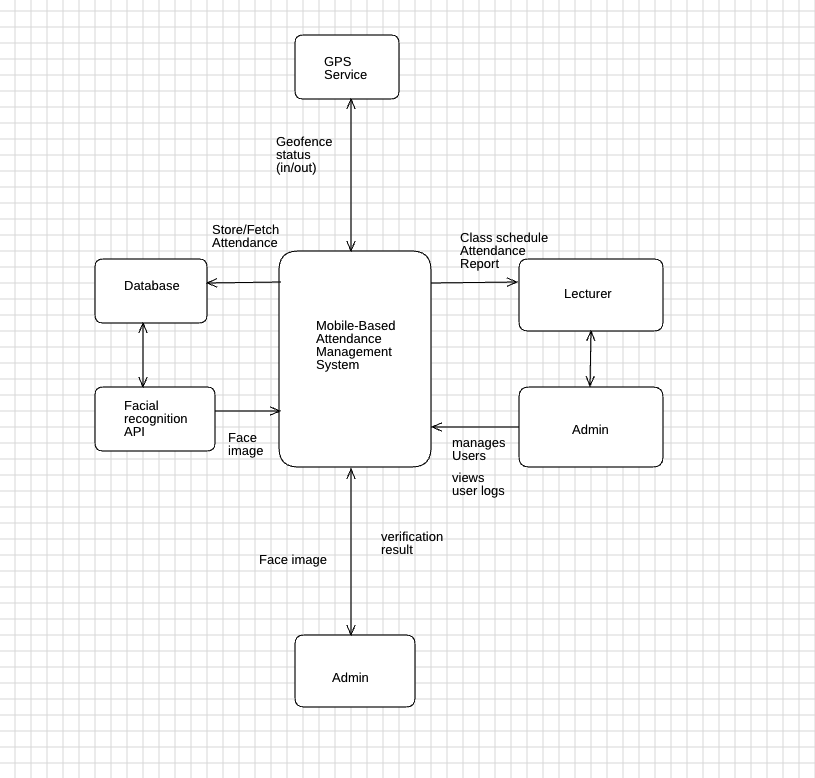 GPS
Service
Geofence
status
(in/out)
Store/Fetch
Attendance
Class schedule
Attendance
Report
Database
Lecturer
Mobile-Based
Attendance
Management
System
Facial
recognition
API
Face
image
Admin
manages
Users
views
user logs
Face image
verification
result
Admin